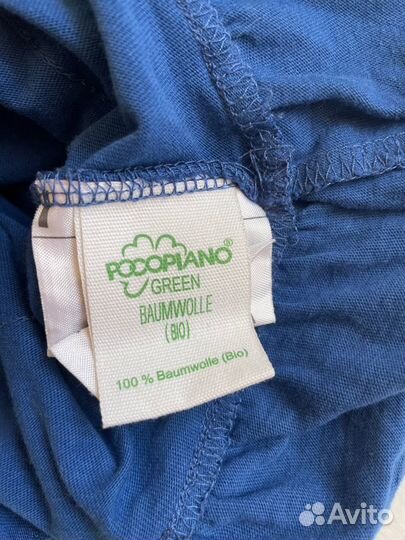 POCOPIANO®
GREEN
BAUMWOLLE
(BIO)
100 % Baumwolle (Bio)
Avito